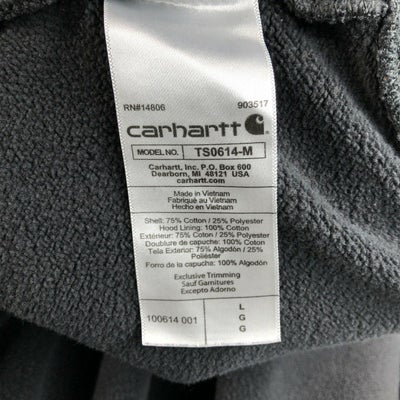 RN#14806 903517
carhartt
MODEL NO. TS0614-M
Carhartt, Inc. P.O. Box 600
Dearborn, MI 48121 USA
carhartt.com
Made in Vietnam
Fabriqué au Vietnam
Hecho en Vietnam
Shell: 75% Cotton / 25% Polyester
Hood Lining: 100% Cotton
Extérieur: 75% Coton / 25% Polyester
Doublure de capuche: 100% Coton
Tela Exterior: 75% Algodón / 25%
Poliéster
Forro de la capucha: 100% Algodón
Exclusive Trimming
Sauf Garnitures
Excepto Adorno
L
100614 001 G
G